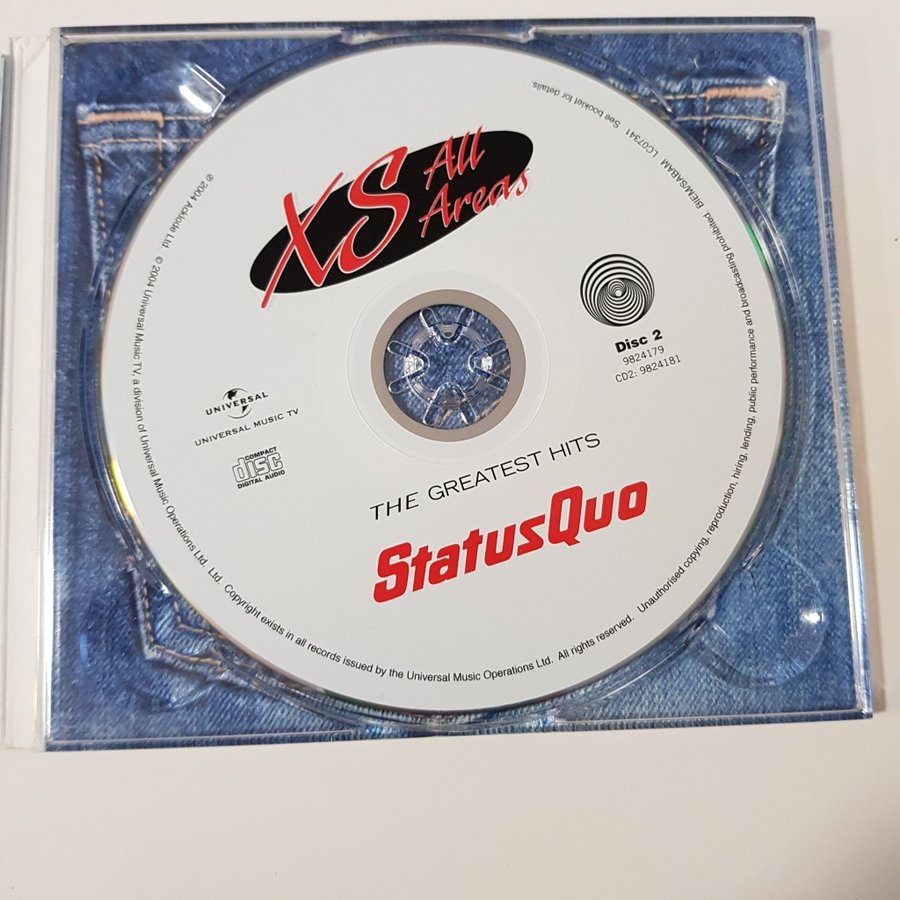 XS All
Areas
Disc 2
9824179
CD2: 9824181
UNIVERSAL
UNIVERSAL MUSIC TV
COMPACT
disc
DIGITAL AUDIO
THE GREATEST HITS
StatusQuo
℗ 2004 Acklode Ltd. © 2004 Universal Music TV, a division of Universal Music Operations Ltd. Ltd. Copyright exists in all records issued by the Universal Music Operations Ltd. All rights reserved. Unauthorised copying, reproduction, hiring, lending, public performance and broadcasting prohibited. BIEM/SABAM LC07341 See booklet for details.